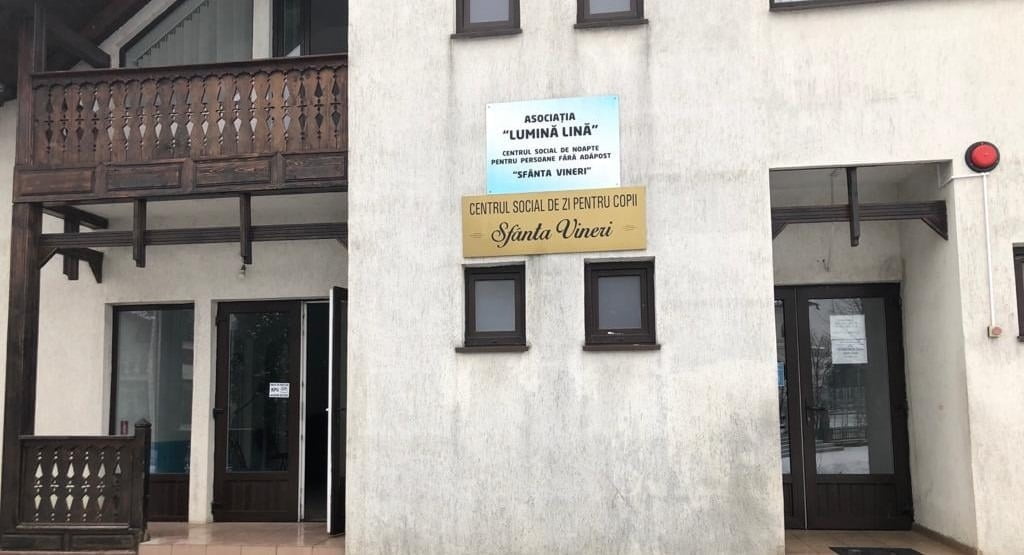 ASOCIAȚIA
“LUMINĂ LINĂ”
CENTRUL SOCIAL DE NOAPTE
PENTRU PERSOANE FĂRĂ ADĂPOST
“SFÂNTA VINERI”
CENTRUL SOCIAL DE ZI PENTRU COPII
Sfânta Vineri